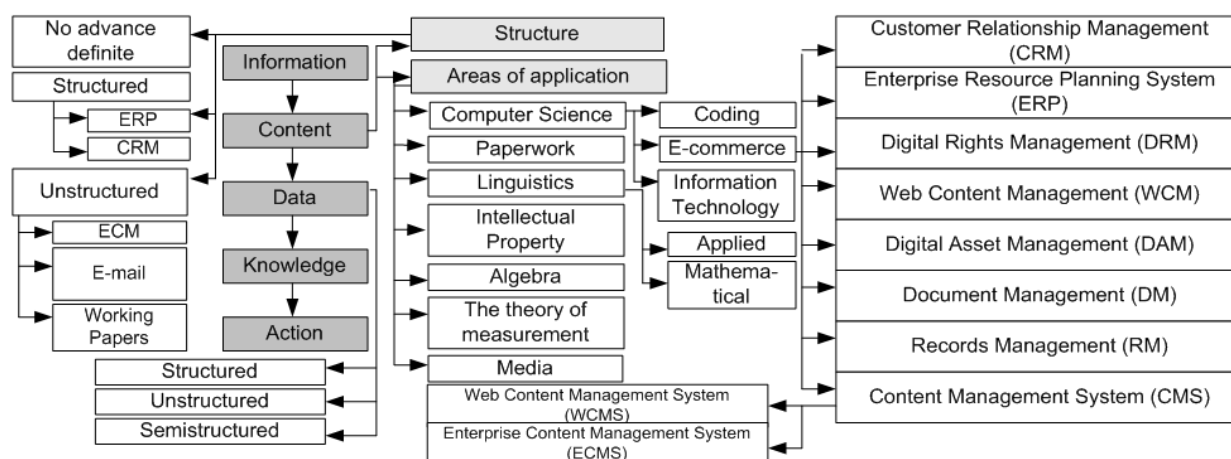 No advance
definite
Structured
ERP
CRM
Unstructured
ECM
E-mail
Working
Papers
Structured
Unstructured
Semistructured
Information
Content
Data
Knowledge
Action
Structure
Areas of application
Computer Science
Paperwork
Linguistics
Intellectual
Property
Algebra
The theory of
measurement
Media
Web Content Management System
(WCMS)
Enterprise Content Management System
(ECMS)
Coding
E-commerce
Information
Technology
Applied
Mathema-
tical
Customer Relationship Management
(CRM)
Enterprise Resource Planning System
(ERP)
Digital Rights Management (DRM)
Web Content Management (WCM)
Digital Asset Management (DAM)
Document Management (DM)
Records Management (RM)
Content Management System (CMS)